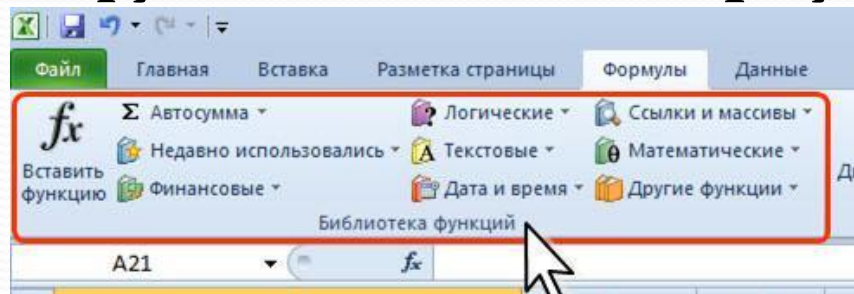 Файл Главная Вставка Разметка страницы Формулы Данные
fx Σ Автосумма Логические Ссылки и массивы
Вставить функцию Недавно использовались Текстовые Математические
Финансовые Дата и время Другие функции
Библиотека функций
A21 fx